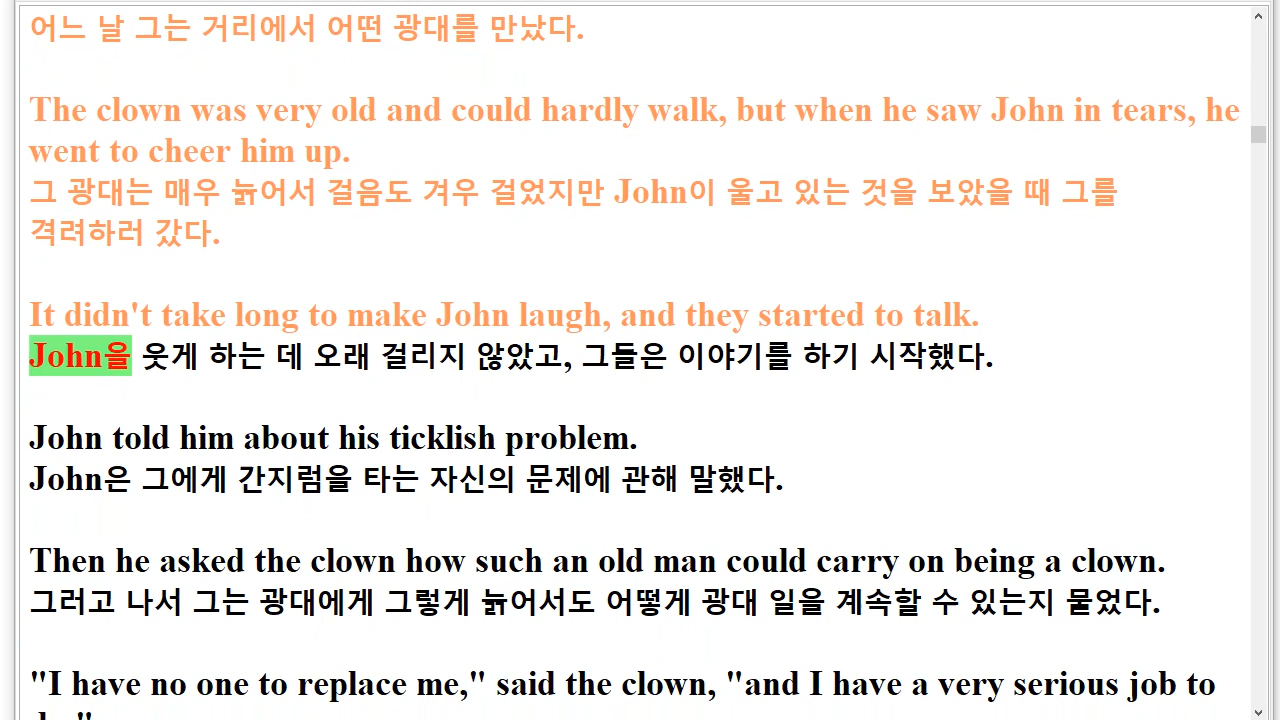 어느 날 그는 거리에서 어떤 광대를 만났다.
The clown was very old and could hardly walk, but when he saw John in tears, he
went to cheer him up.
그 광대는 매우 늙어서 걸음도 겨우 걸었지만 John이 울고 있는 것을 보았을 때 그를
격려하러 갔다.
It didn't take long to make John laugh, and they started to talk.
John을 웃게 하는 데 오래 걸리지 않았고, 그들은 이야기를 하기 시작했다.
John told him about his ticklish problem.
John은 그에게 간지럼을 타는 자신의 문제에 관해 말했다.
Then he asked the clown how such an old man could carry on being a clown.
그러고 나서 그는 광대에게 그렇게 늙어서도 어떻게 광대 일을 계속할 수 있는지 물었다.
"I have no one to replace me," said the clown, "and I have a very serious job to